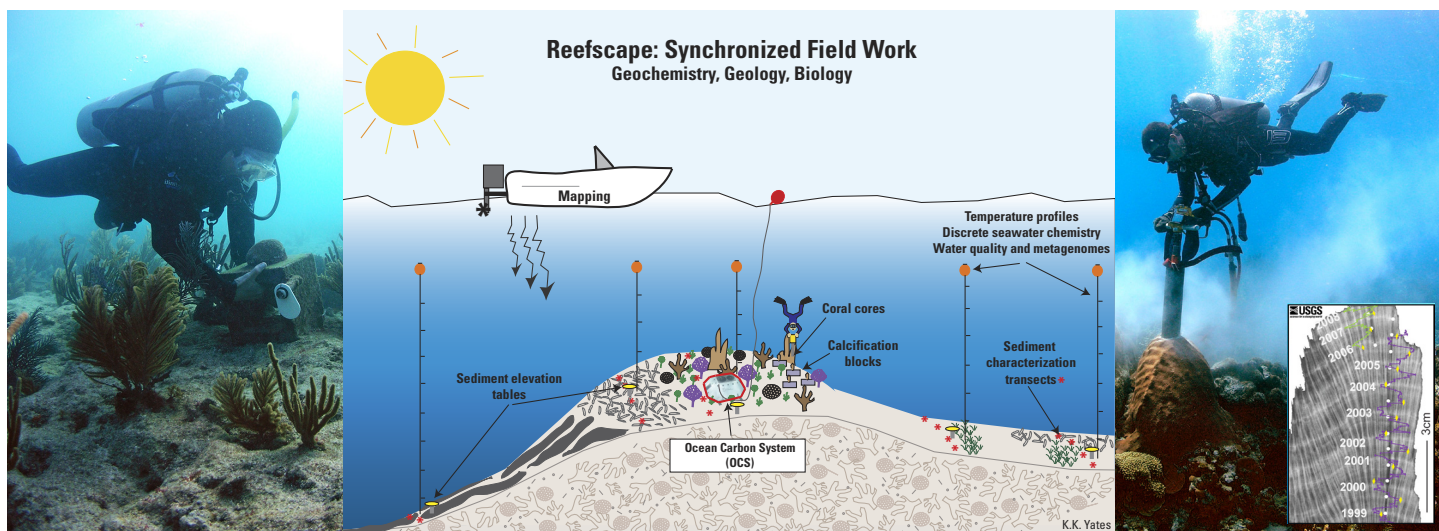 Reefscape: Synchronized Field Work
Geochemistry, Geology, Biology
Mapping
Temperature profiles
Discrete seawater chemistry
Water quality and metagenomes
Coral cores
Calcification
blocks
Sediment
characterization
transects*
Sediment elevation
tables
Ocean Carbon System
(OCS)
K.K. Yates
USGS
2008
2007
2006
2005
2004
2003
2002
2001
2000
1999
3cm